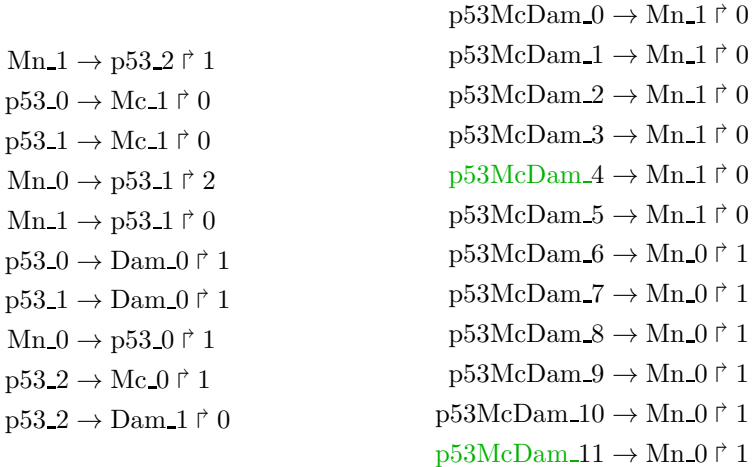 Mn_1 → p53_2 ↱ 1
p53_0 → Mc_1 ↱ 0
p53_1 → Mc_1 ↱ 0
Mn_0 → p53_1 ↱ 2
Mn_1 → p53_1 ↱ 0
p53_0 → Dam_0 ↱ 1
p53_1 → Dam_0 ↱ 1
Mn_0 → p53_0 ↱ 1
p53_2 → Mc_0 ↱ 1
p53_2 → Dam_1 ↱ 0
p53McDam_0 → Mn_1 ↱ 0
p53McDam_1 → Mn_1 ↱ 0
p53McDam_2 → Mn_1 ↱ 0
p53McDam_3 → Mn_1 ↱ 0
p53McDam_4 → Mn_1 ↱ 0
p53McDam_5 → Mn_1 ↱ 0
p53McDam_6 → Mn_0 ↱ 1
p53McDam_7 → Mn_0 ↱ 1
p53McDam_8 → Mn_0 ↱ 1
p53McDam_9 → Mn_0 ↱ 1
p53McDam_10 → Mn_0 ↱ 1
p53McDam_11 → Mn_0 ↱ 1